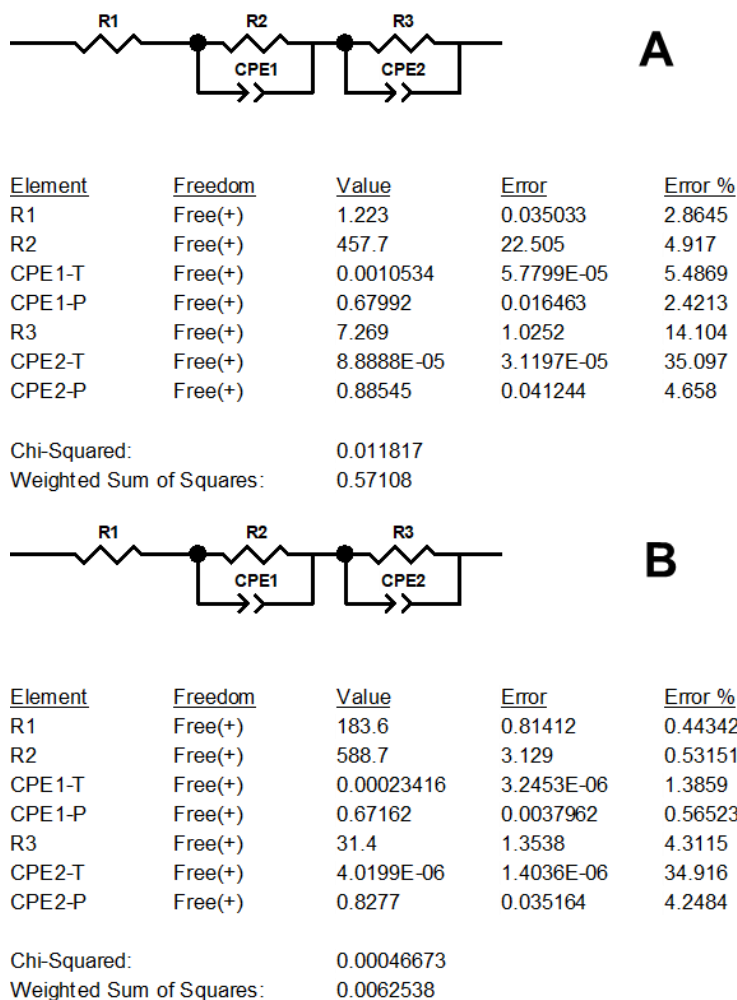 R1 R2 R3
A
CPE1 CPE2
Element Freedom Value Error Error %
R1 Free(+) 1.223 0.035033 2.8645
R2 Free(+) 457.7 22.505 4.917
CPE1-T Free(+) 0.0010534 5.7799E-05 5.4869
CPE1-P Free(+) 0.67992 0.016463 2.4213
R3 Free(+) 7.269 1.0252 14.104
CPE2-T Free(+) 8.8888E-05 3.1197E-05 35.097
CPE2-P Free(+) 0.88545 0.041244 4.658
Chi-Squared: 0.011817
Weighted Sum of Squares: 0.57108
R1 R2 R3
B
CPE1 CPE2
Element Freedom Value Error Error %
R1 Free(+) 183.6 0.81412 0.44342
R2 Free(+) 588.7 3.129 0.53151
CPE1-T Free(+) 0.00023416 3.2453E-06 1.3859
CPE1-P Free(+) 0.67162 0.0037962 0.56523
R3 Free(+) 31.4 1.3538 4.3115
CPE2-T Free(+) 4.0199E-06 1.4036E-06 34.916
CPE2-P Free(+) 0.8277 0.035164 4.2484
Chi-Squared: 0.00046673
Weighted Sum of Squares: 0.0062538